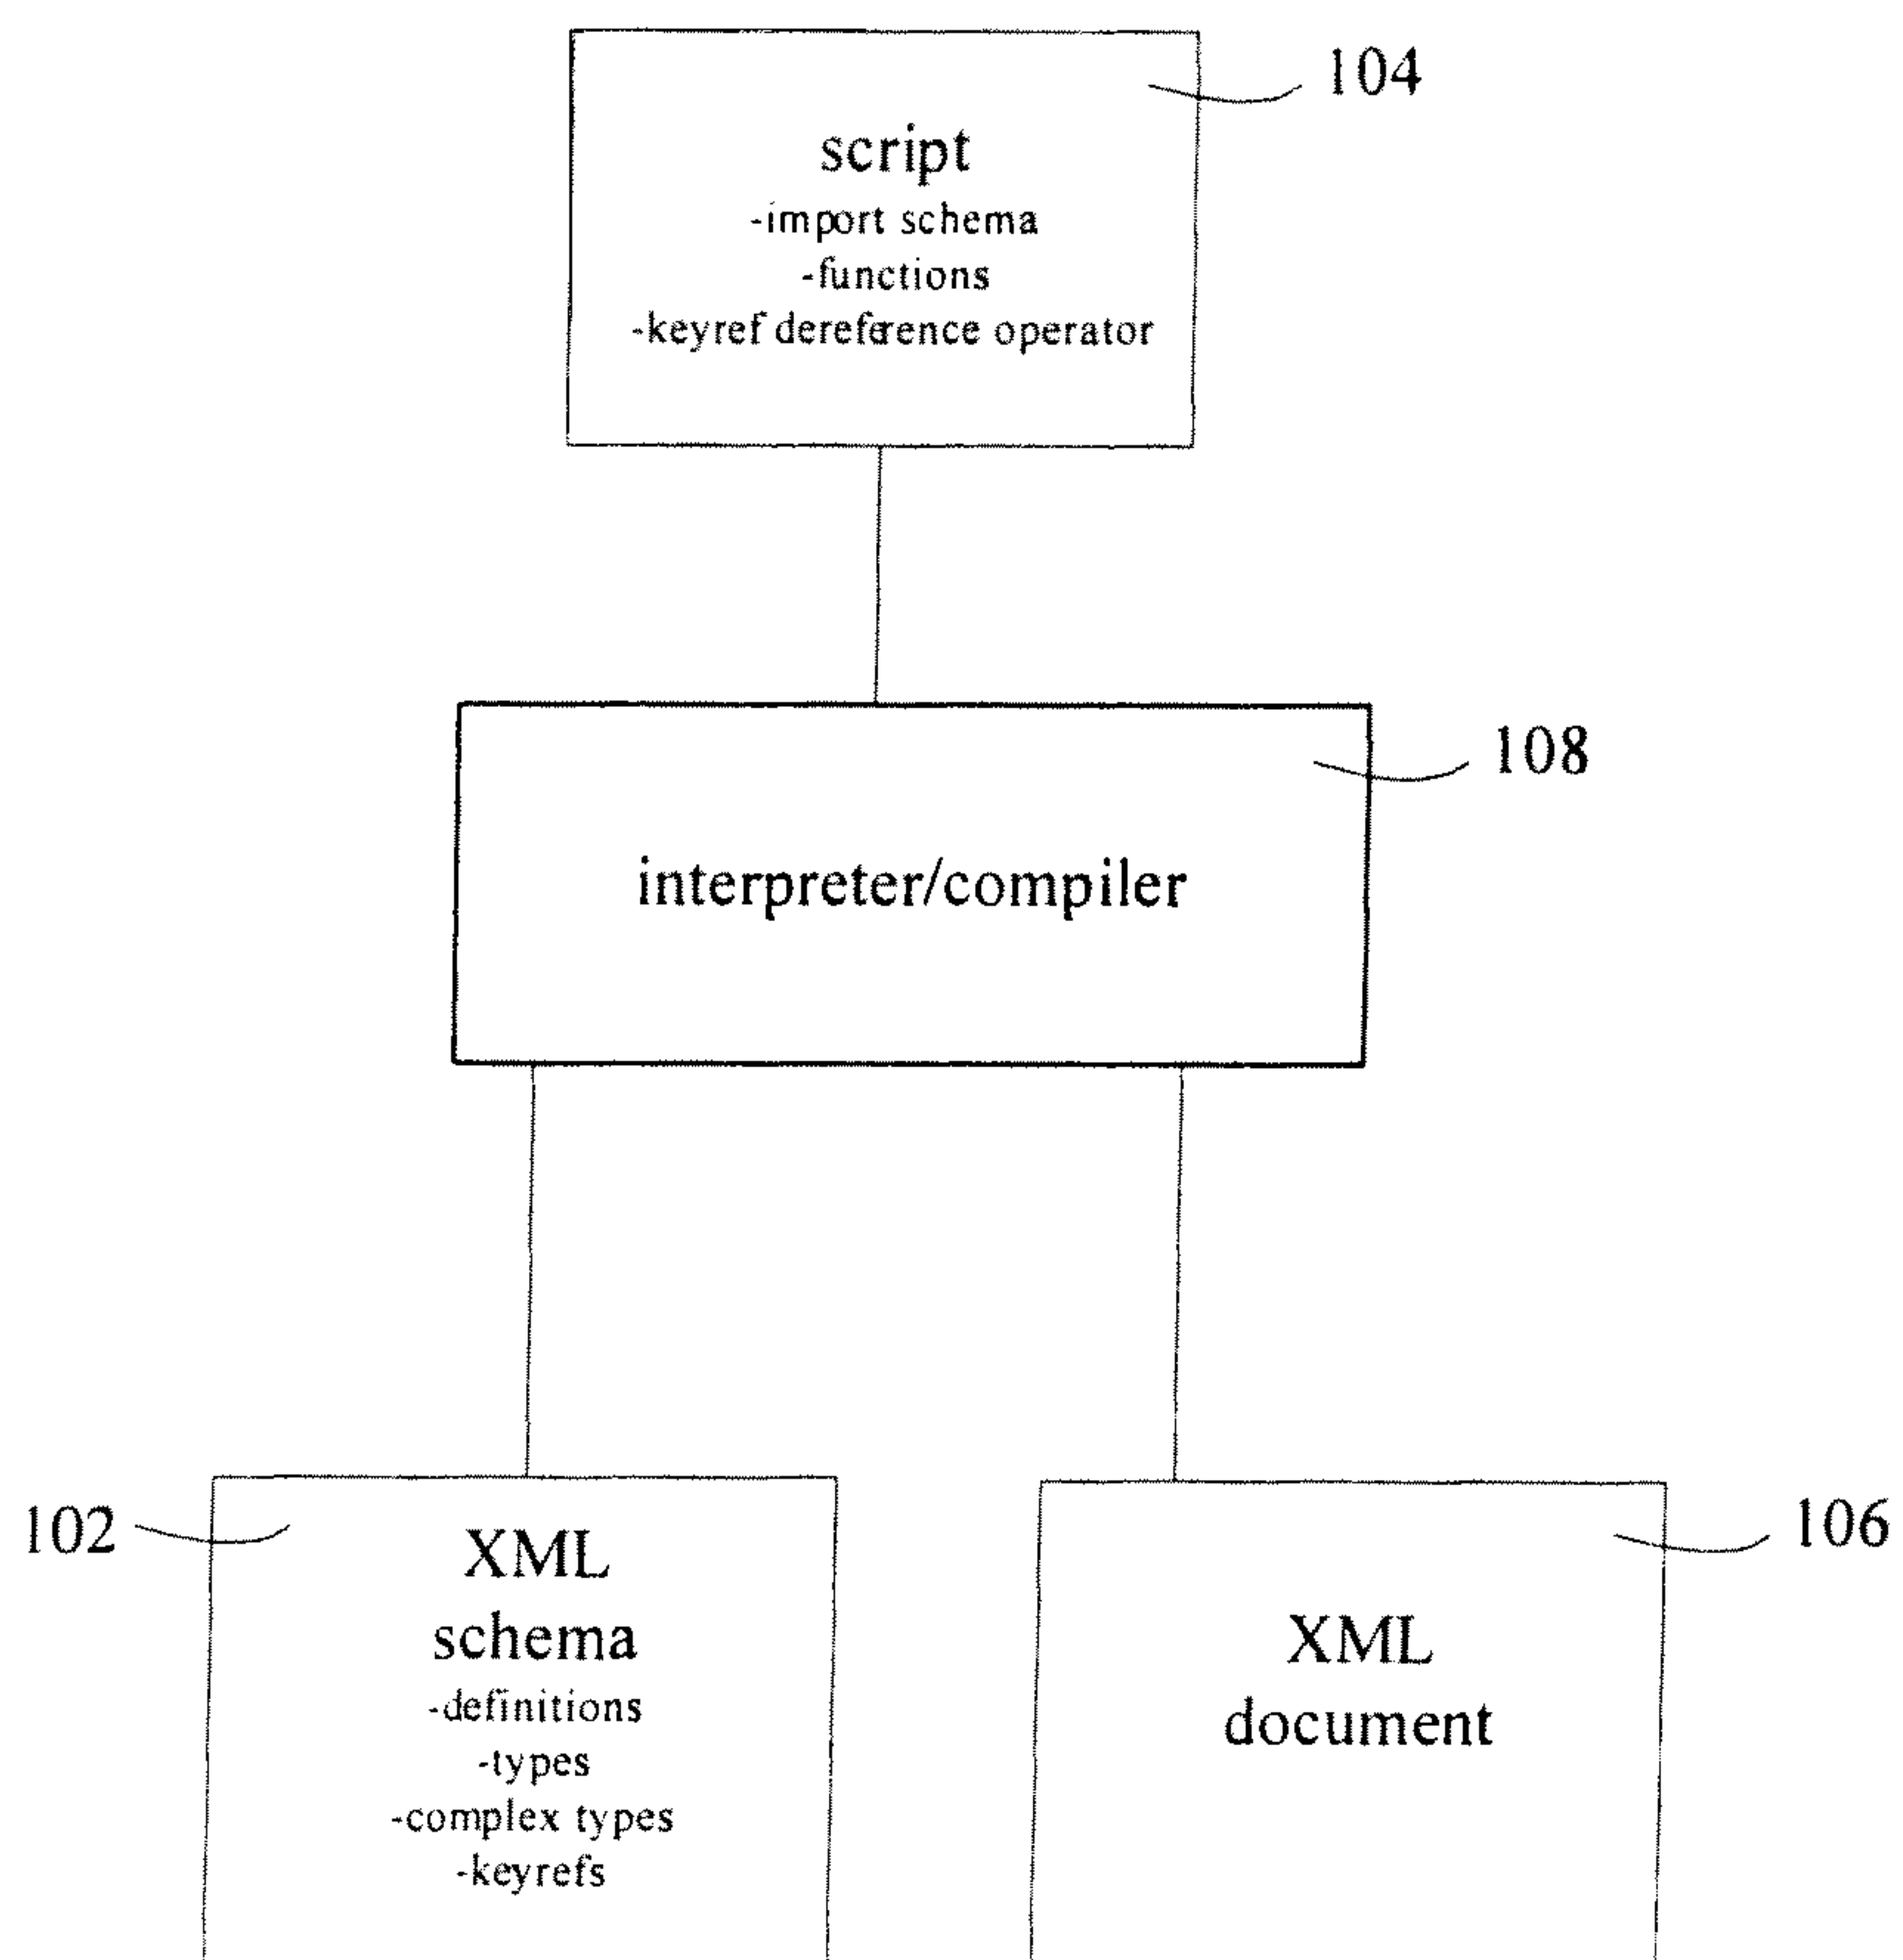 104
script
-import schema
-functions
-keyref dereference operator
108
interpreter/compiler
102
XML
schema
-definitions
-types
-complex types
-keyrefs
106
XML
document